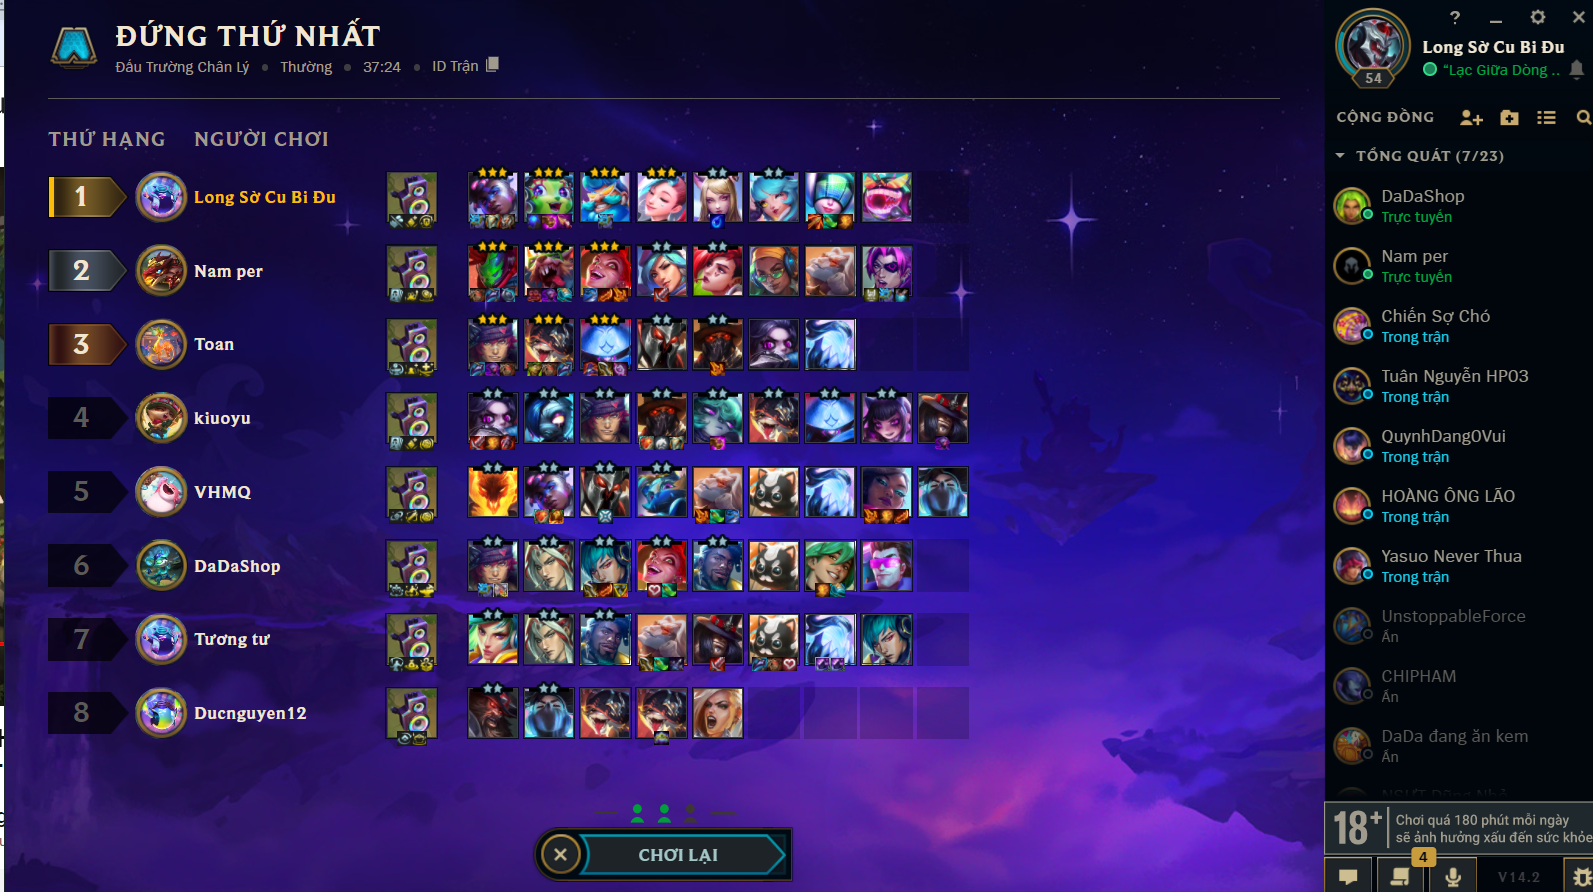 ĐỨNG THỨ NHẤT
Đấu Trường Chân Lý • Thường • 37:24 • ID Trận
THỨ HẠNG NGƯỜI CHƠI
1 Long Sờ Cu Bi Đu
2 Nam per
3 Toan
4 kiuoyu
5 VHMQ
6 DaDaShop
7 Tương tư
8 Ducnguyen12
CHƠI LẠI
?
Long Sờ Cu Bi Đu
54
“Lạc Giữa Dòng ..
CỘNG ĐỒNG
TỔNG QUÁT (7/23)
DaDaShop
Trực tuyến
Nam per
Trực tuyến
Chiến Sợ Chó
Trong trận
Tuân Nguyễn HP03
Trong trận
QuynhDang0Vui
Trong trận
HOÀNG ÔNG LÃO
Trong trận
Yasuo Never Thua
Trong trận
UnstoppableForce
Ẩn
CHIPHAM
Ẩn
DaDa đang ăn kem
Ẩn
18+
Chơi quá 180 phút mỗi ngày
sẽ ảnh hưởng xấu đến sức khỏe
4
V14.2